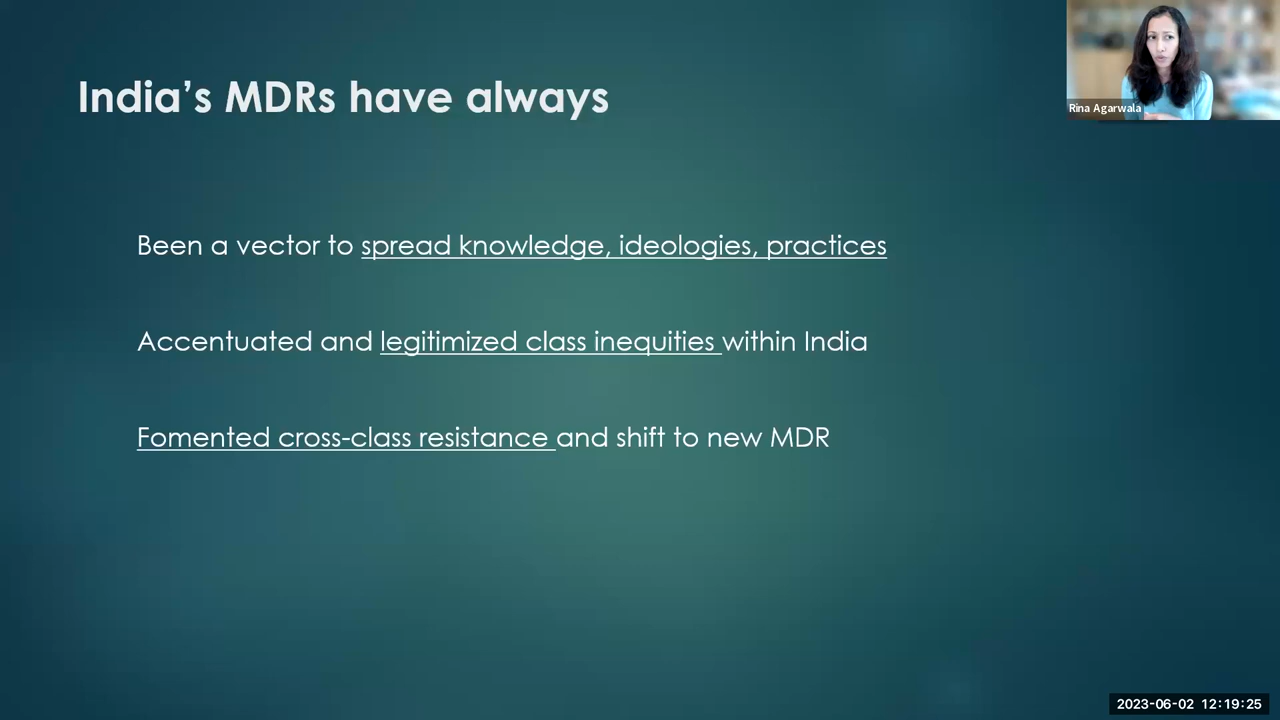 India’s MDRs have always
Rina Agarwala
Been a vector to spread knowledge, ideologies, practices
Accentuated and legitimized class inequities within India
Fomented cross-class resistance and shift to new MDR
2023-06-02 12:19:25